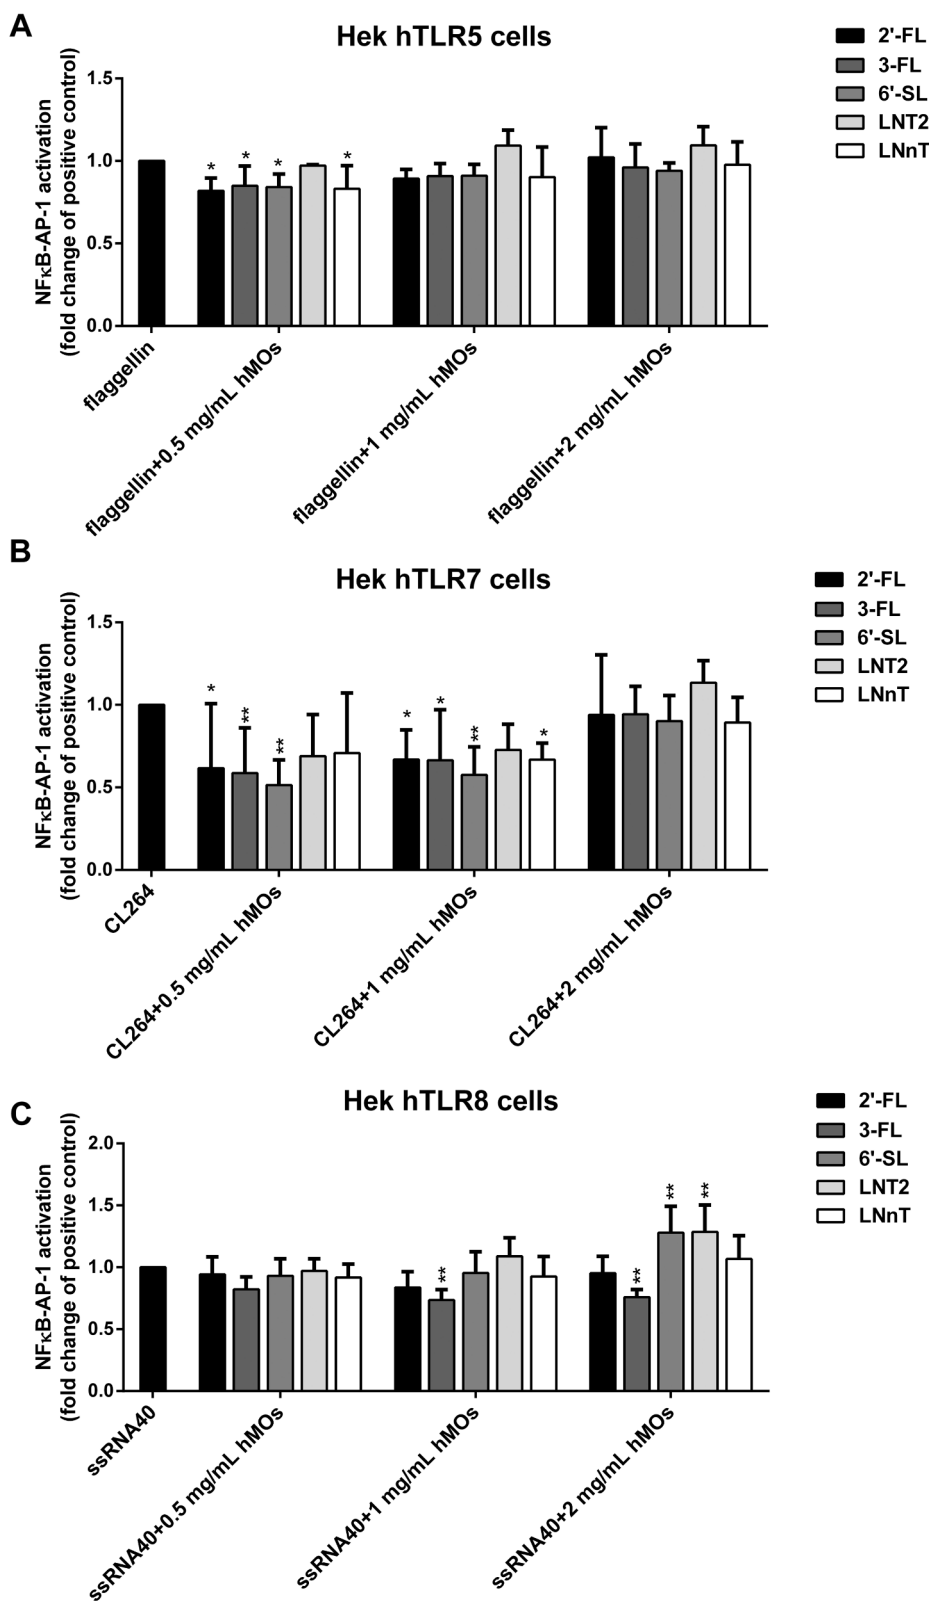 A
Hek hTLR5 cells
2'-FL
3-FL
6'-SL
LNT2
LNnT
NFκB-AP-1 activation
(fold change of positive control)
1.5
1.0
0.5
0.0
*
*
*
*
flaggellin
flaggellin+0.5 mg/mL hMOs
flaggellin+1 mg/mL hMOs
flaggellin+2 mg/mL hMOs
B
Hek hTLR7 cells
2'-FL
3-FL
6'-SL
LNT2
LNnT
NFκB-AP-1 activation
(fold change of positive control)
1.5
1.0
0.5
0.0
*
**
**
*
*
**
*
CL264
CL264+0.5 mg/mL hMOs
CL264+1 mg/mL hMOs
CL264+2 mg/mL hMOs
C
Hek hTLR8 cells
2'-FL
3-FL
6'-SL
LNT2
LNnT
NFκB-AP-1 activation
(fold change of positive control)
2.0
1.5
1.0
0.5
0.0
**
**
**
**
ssRNA40
ssRNA40+0.5 mg/mL hMOs
ssRNA40+1 mg/mL hMOs
ssRNA40+2 mg/mL hMOs